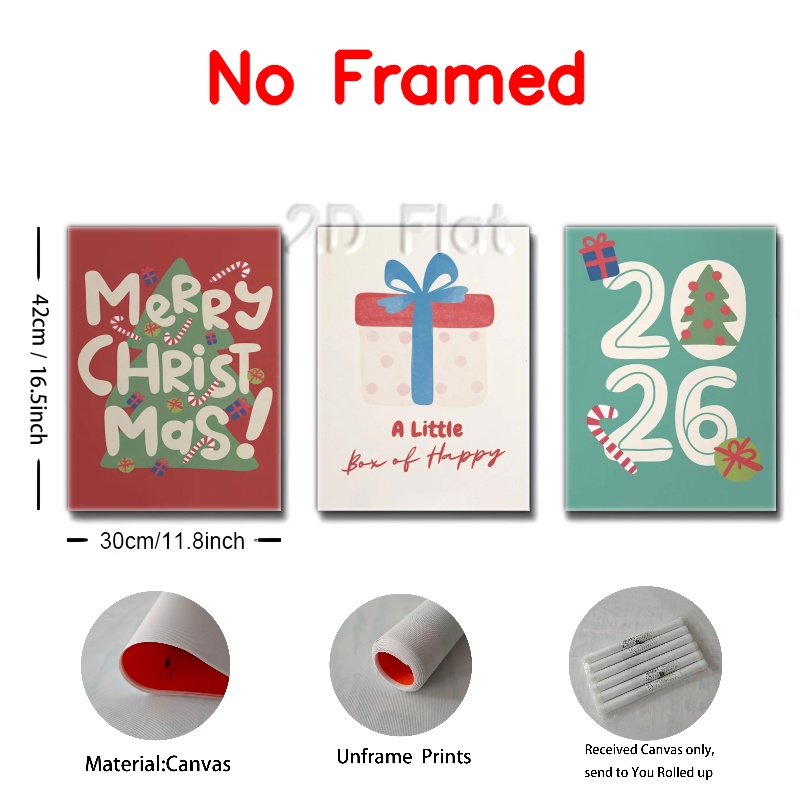 No Framed
2D Flat
42cm / 16.5inch
MeRRY
CHRiST
MaS!
A Little
Box of Happy
20
26
30cm/11.8inch
Material:Canvas
Unframe Prints
Received Canvas only,
send to You Rolled up